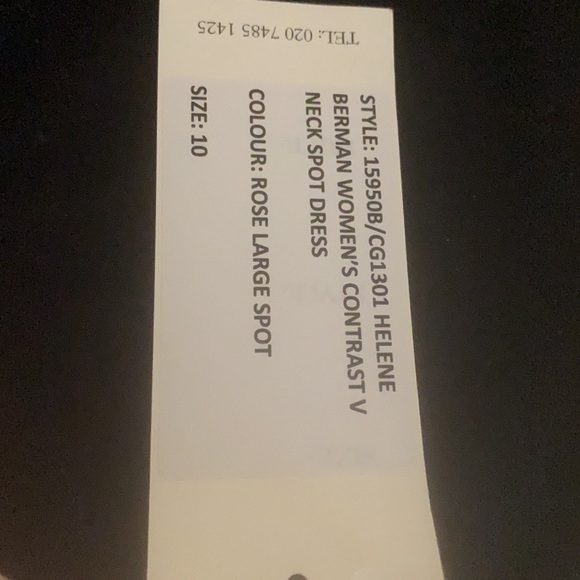 STYLE: 15950B/CG1301 HELENE
BERMAN WOMEN'S CONTRAST V
NECK SPOT DRESS
COLOUR: ROSE LARGE SPOT
SIZE: 10
TEL: 020 7485 1425